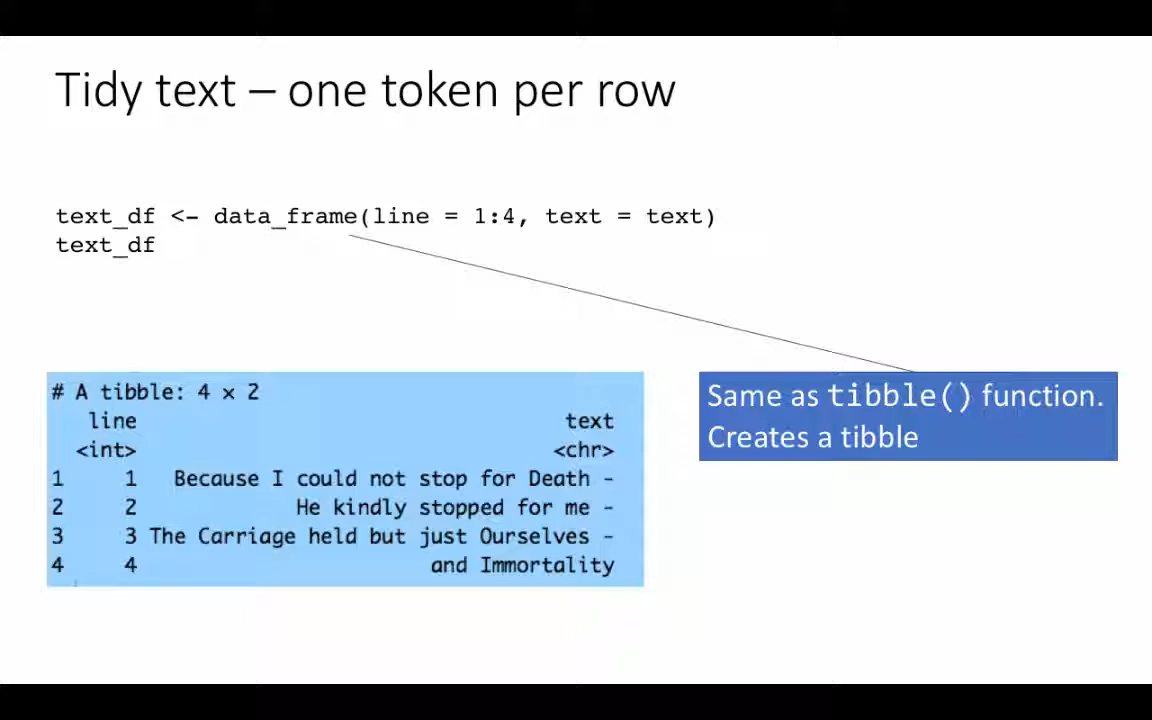 Tidy text – one token per row
text_df <- data_frame(line = 1:4, text = text)
text_df
# A tibble: 4 × 2
line text
<int> <chr>
1 1 Because I could not stop for Death -
2 2 He kindly stopped for me -
3 3 The Carriage held but just Ourselves -
4 4 and Immortality
Same as tibble() function.
Creates a tibble